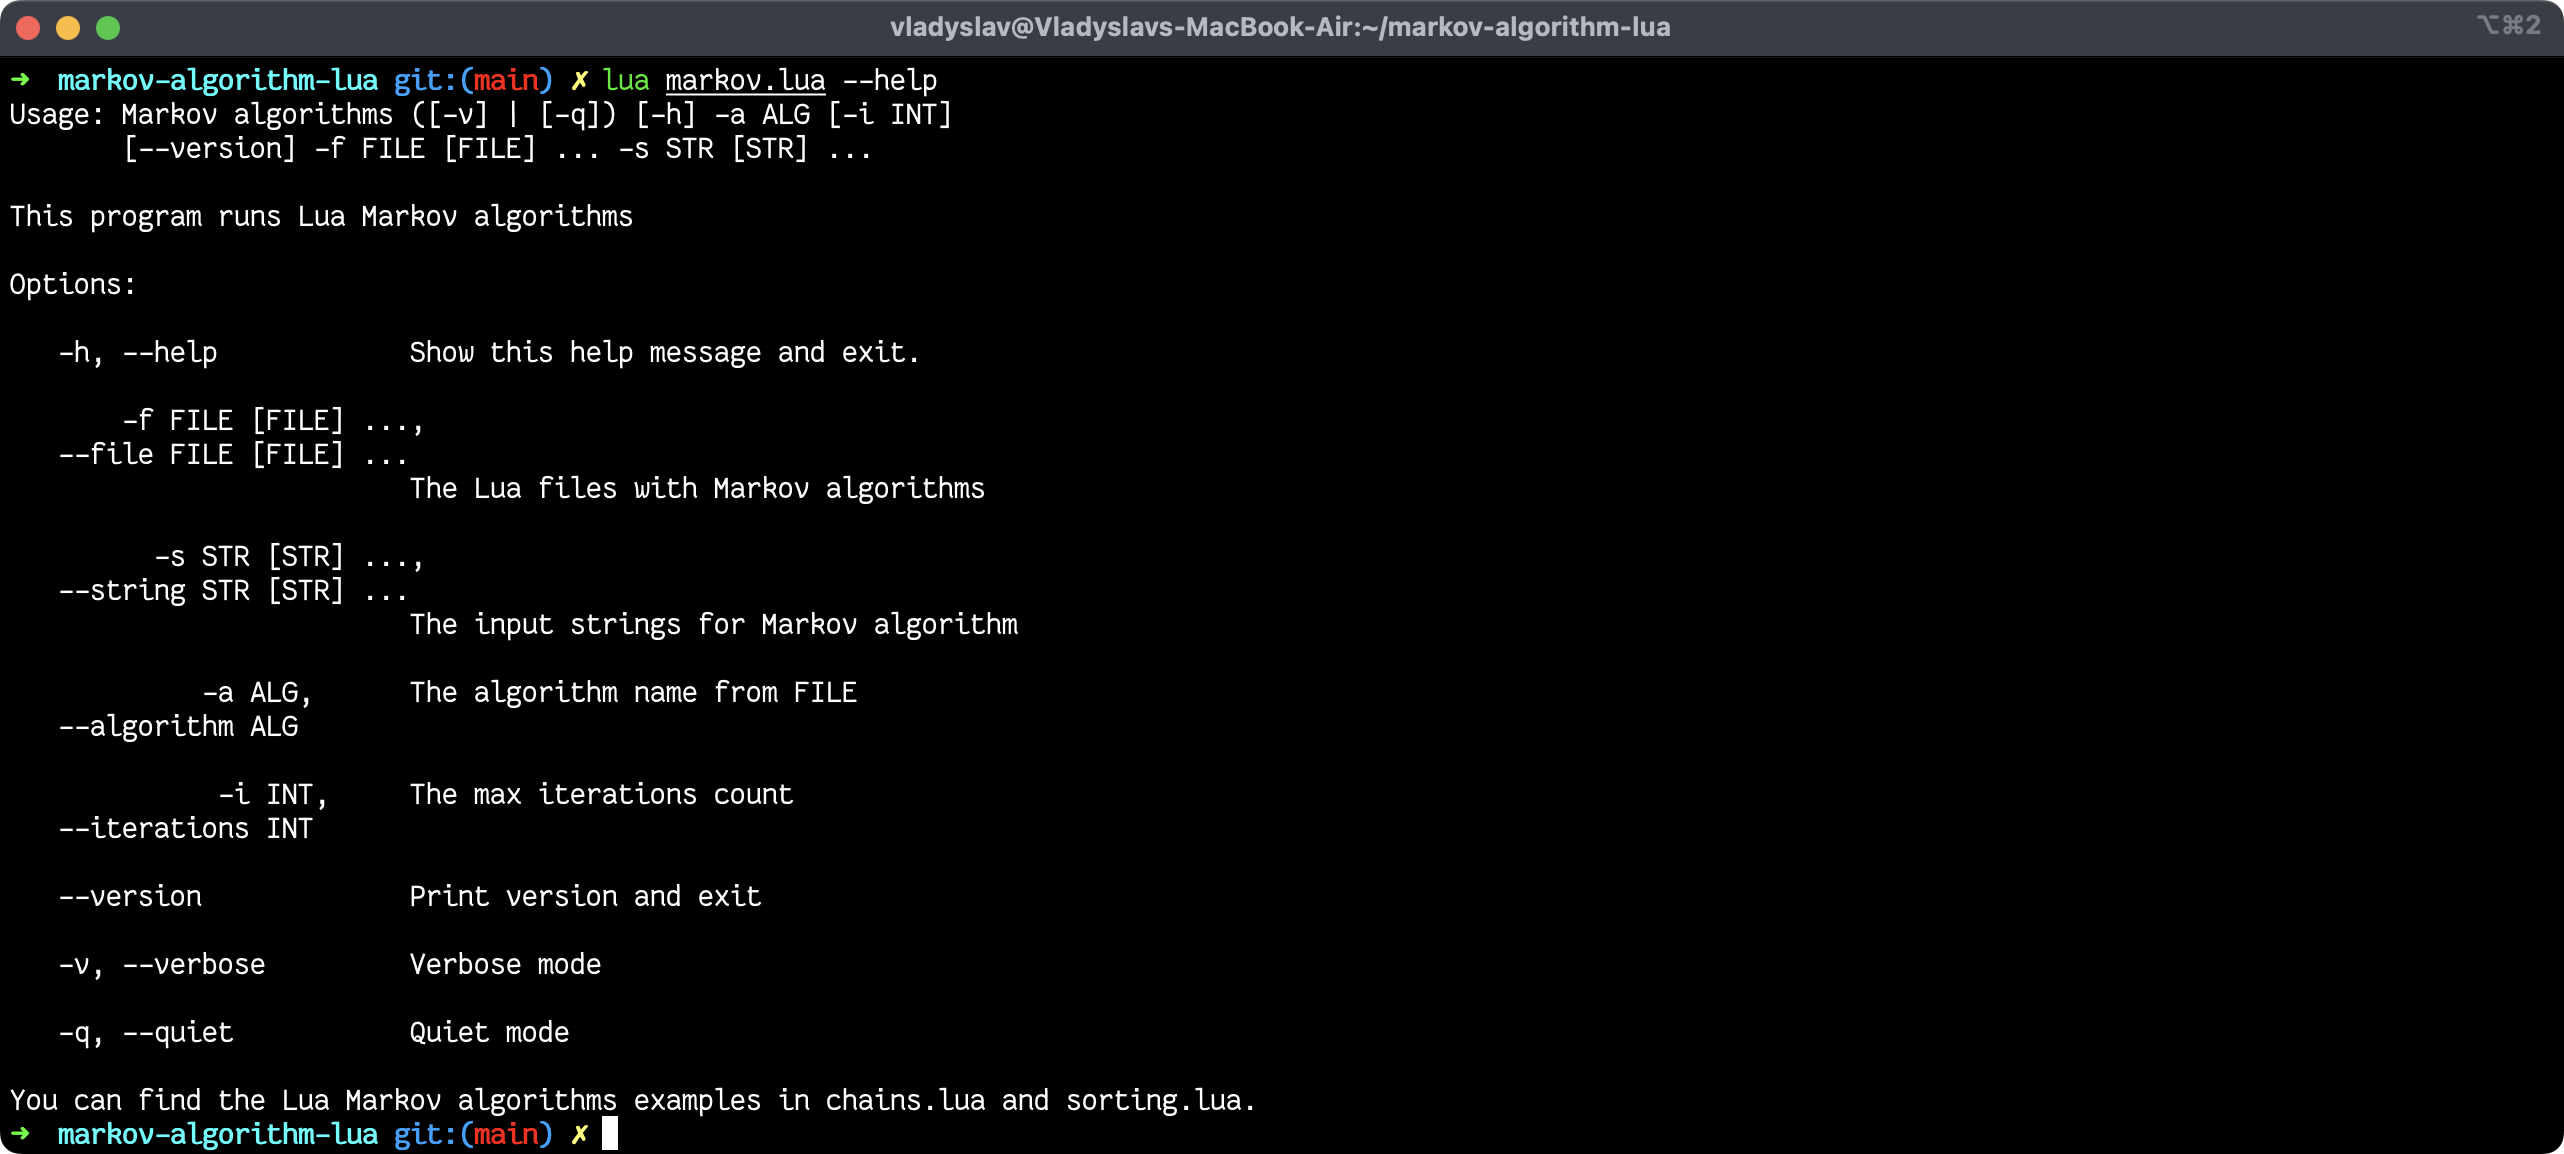 vladyslav@Vladyslavs-MacBook-Air:~/markov-algorithm-lua ⌥⌘2
➜  markov-algorithm-lua git:(main) ✗ lua markov.lua --help
Usage: Markov algorithms ([-v] | [-q]) [-h] -a ALG [-i INT]
       [--version] -f FILE [FILE] ... -s STR [STR] ...

This program runs Lua Markov algorithms

Options:

   -h, --help            Show this help message and exit.

       -f FILE [FILE] ...,
   --file FILE [FILE] ...
                         The Lua files with Markov algorithms

         -s STR [STR] ...,
   --string STR [STR] ...
                         The input strings for Markov algorithm

            -a ALG,      The algorithm name from FILE
   --algorithm ALG

             -i INT,     The max iterations count
   --iterations INT

   --version             Print version and exit

   -v, --verbose         Verbose mode

   -q, --quiet           Quiet mode

You can find the Lua Markov algorithms examples in chains.lua and sorting.lua.
➜  markov-algorithm-lua git:(main) ✗